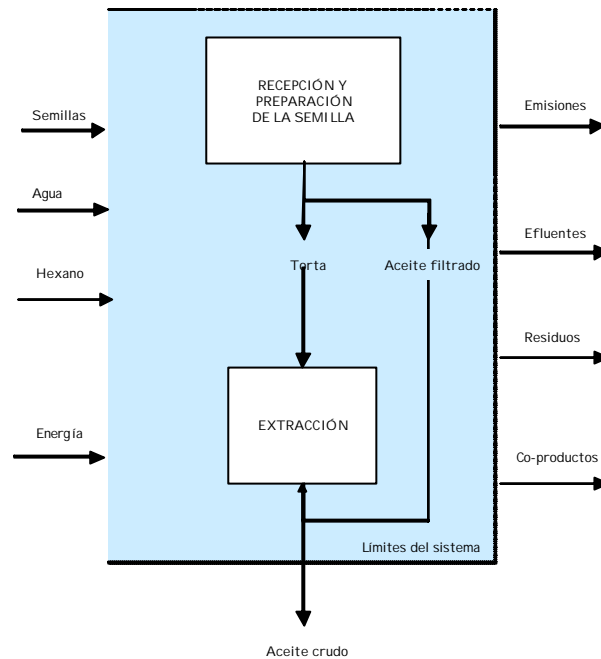 RECEPCIÓN Y
PREPARACIÓN
DE LA SEMILLA
Semillas
Agua
Hexano
Energía
Emisiones
Efluentes
Residuos
Co-productos
Torta
Aceite filtrado
EXTRACCIÓN
Límites del sistema
Aceite crudo